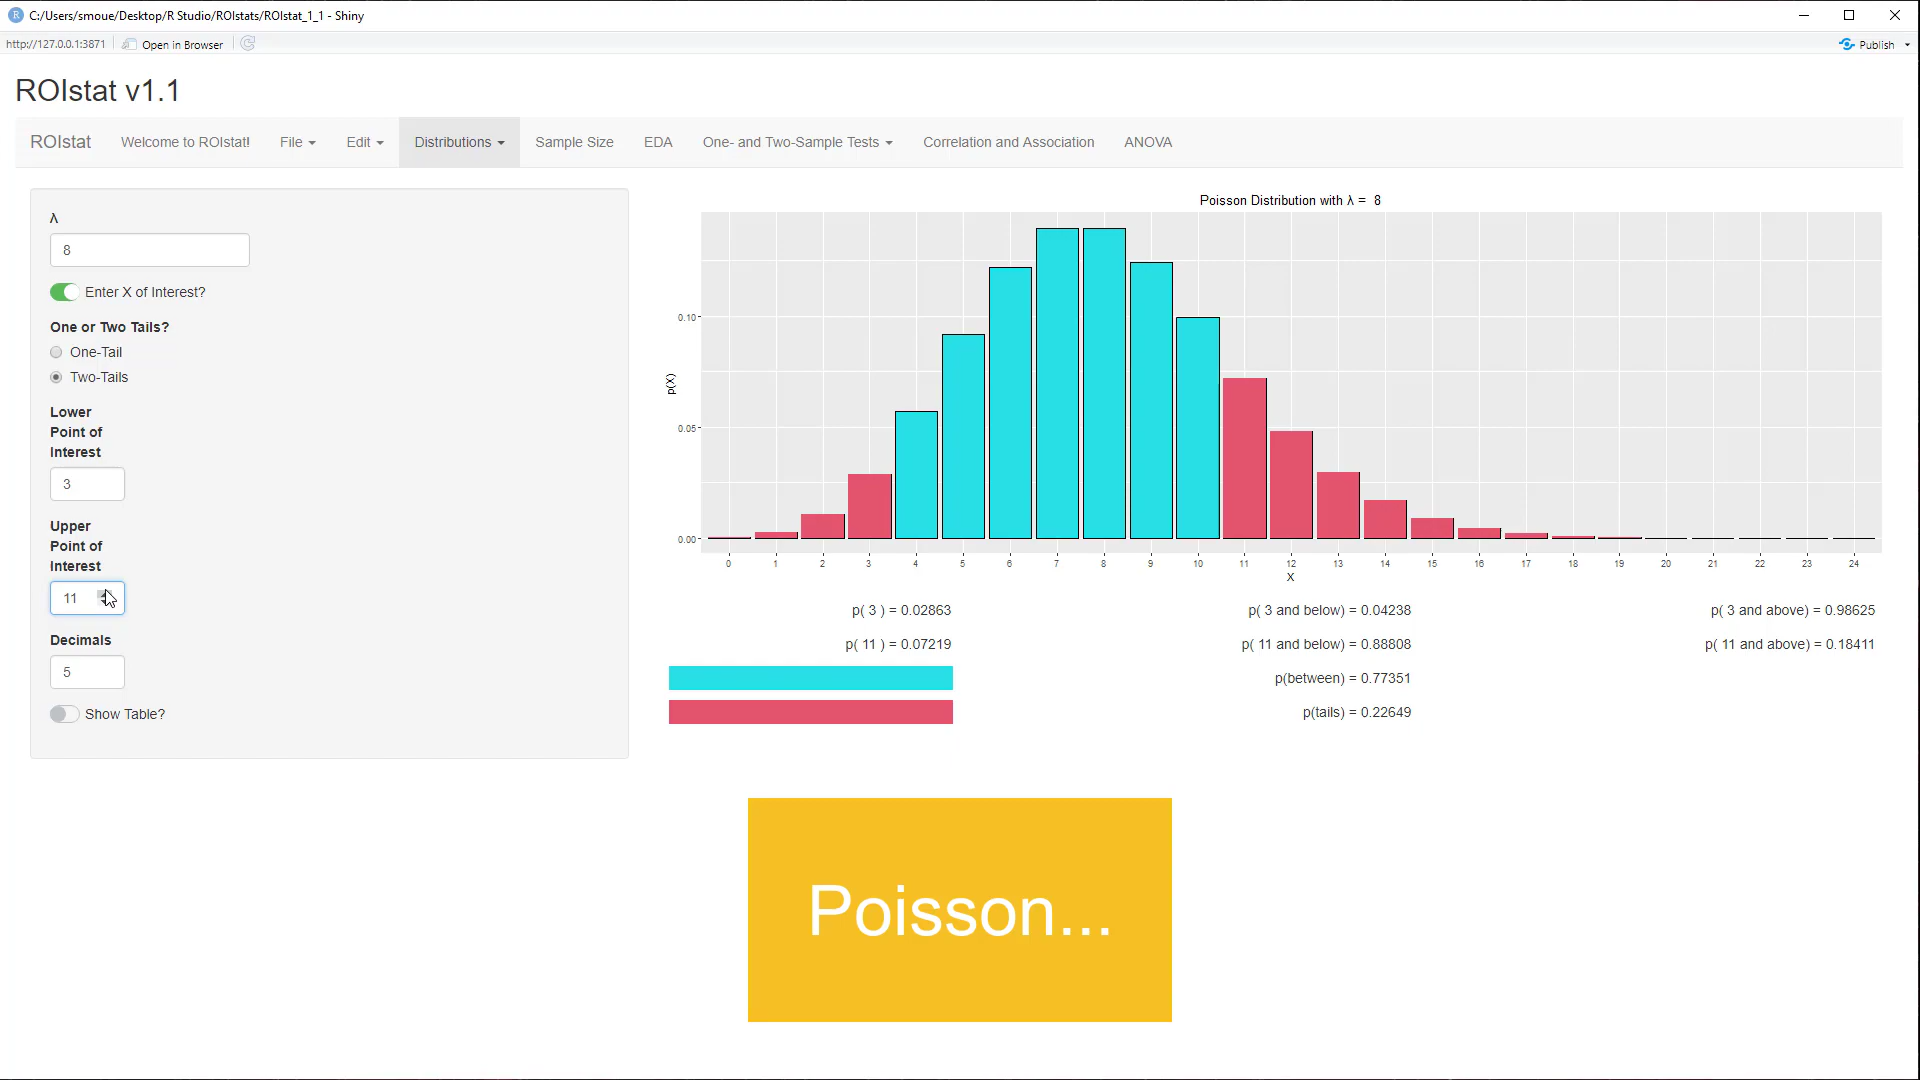 C:/Users/smoue/Desktop/R Studio/ROIstats/ROIstat_1_1 - Shiny
http://127.0.0.1:3871 Open in Browser Publish
ROIstat v1.1
ROIstat Welcome to ROIstat! File Edit Distributions Sample Size EDA One- and Two-Sample Tests Correlation and Association ANOVA
λ
8
Enter X of Interest?
One or Two Tails?
One-Tail
Two-Tails
Lower
Point of
Interest
3
Upper
Point of
Interest
11
Decimals
5
Show Table?
Poisson Distribution with λ = 8
p(X)
0.10
0.05
0.00
0 1 2 3 4 5 6 7 8 9 10 11 12 13 14 15 16 17 18 19 20 21 22 23 24
X
p( 3 ) = 0.02863 p( 3 and below) = 0.04238 p( 3 and above) = 0.98625
p( 11 ) = 0.07219 p( 11 and below) = 0.88808 p( 11 and above) = 0.18411
p(between) = 0.77351
p(tails) = 0.22649
Poisson...